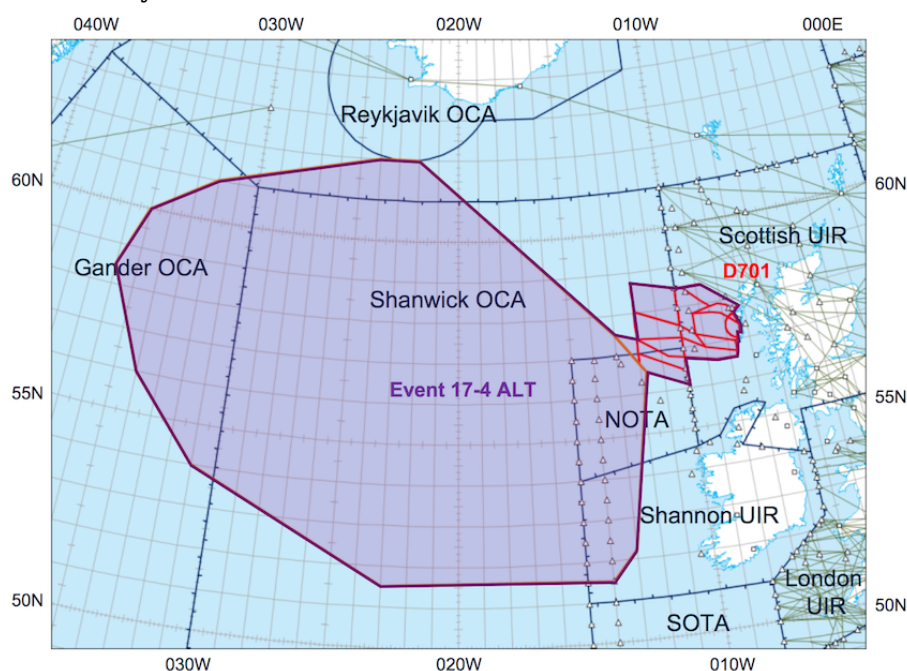 040W
030W
020W
010W
000E
Reykjavik OCA
60N
60N
Scottish UIR
Gander OCA
D701
Shanwick OCA
55N
Event 17-4 ALT
55N
NOTA
Shannon UIR
London
UIR
50N
50N
SOTA
030W
020W
010W